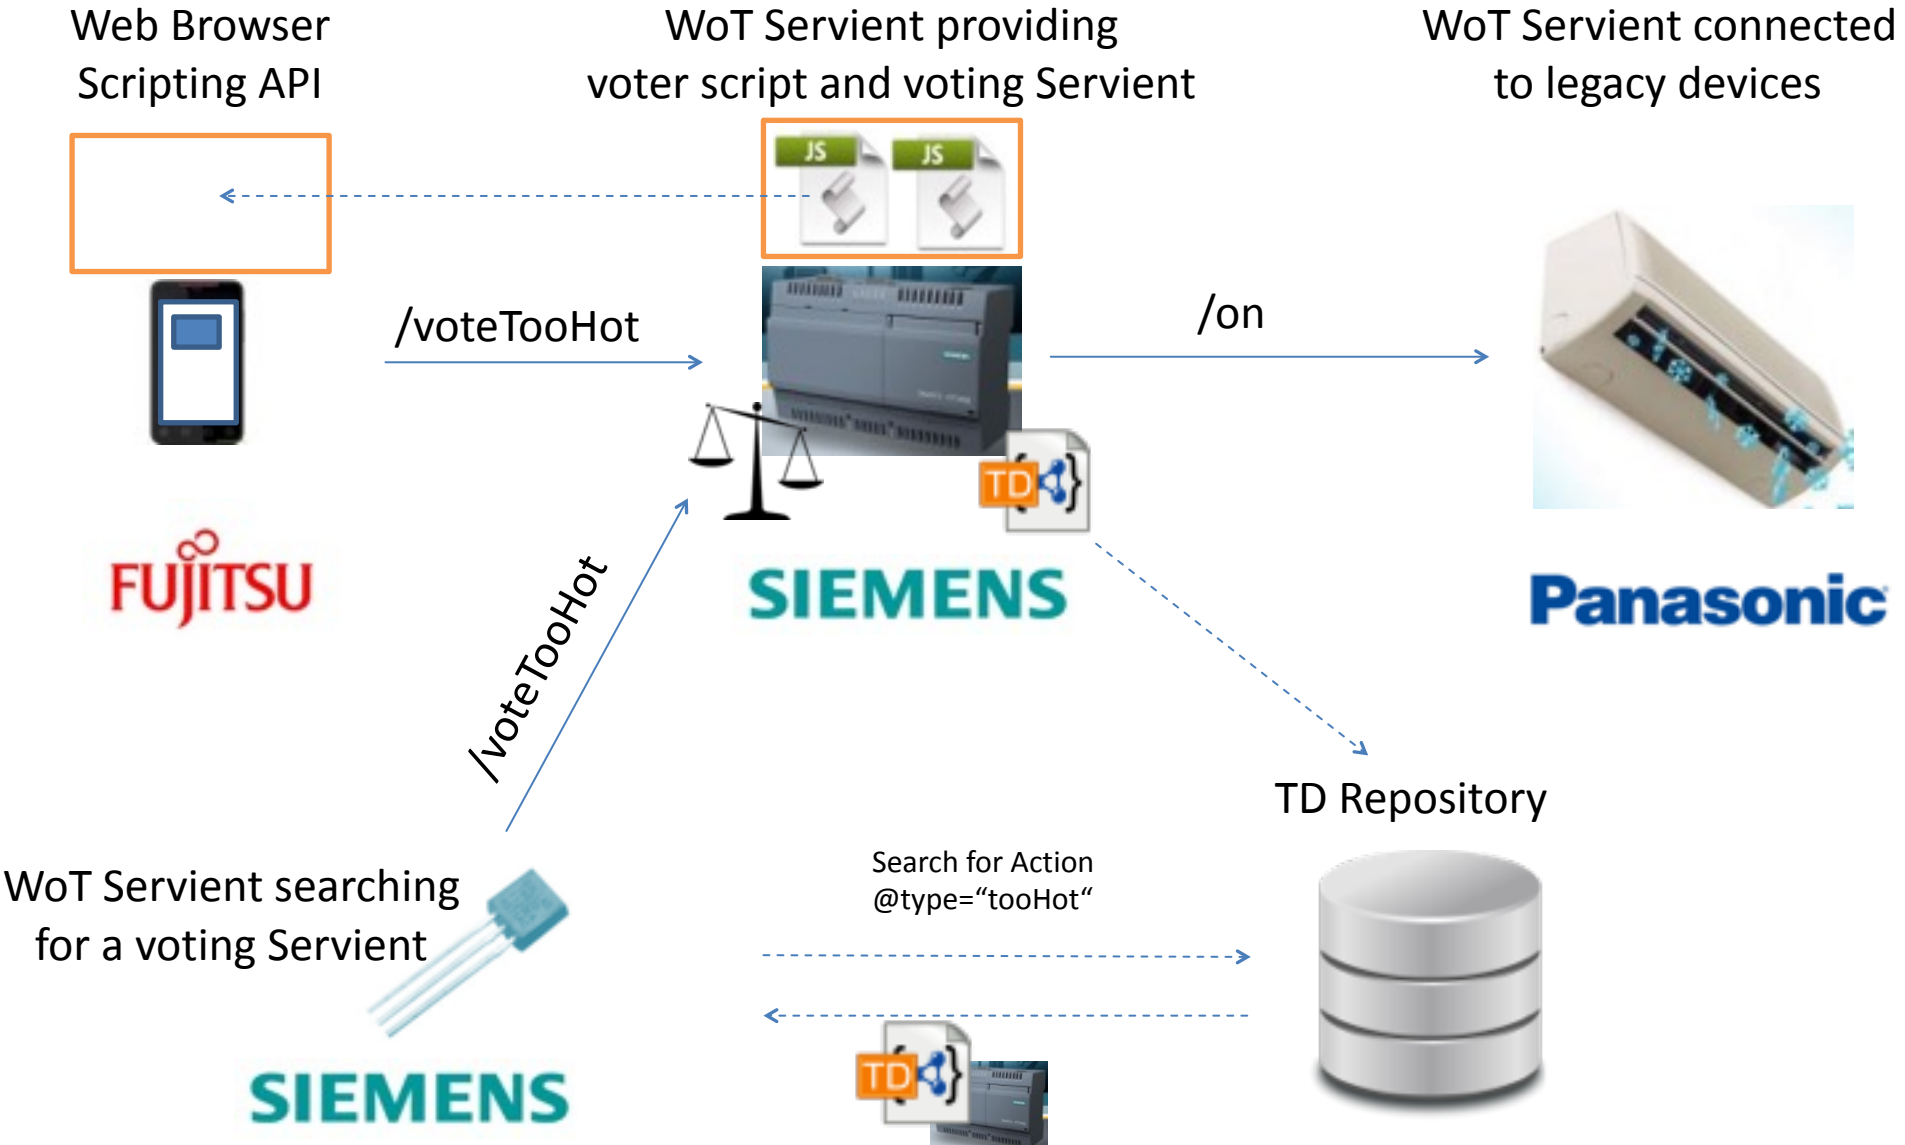 Web Browser
Scripting API
WoT Servient providing
voter script and voting Servient
WoT Servient connected
to legacy devices
JS
JS
/voteTooHot
/on
SIEMENS
TD
{ }
FUJITSU
SIEMENS
Panasonic
/voteTooHot
TD Repository
WoT Servient searching
for a voting Servient
Search for Action
@type=“tooHot“
SIEMENS
TD
{ }